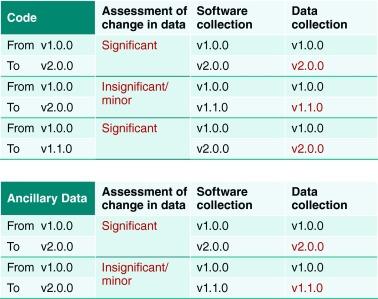 Code Assessment of change in data Software collection Data collection
From v1.0.0 Significant v1.0.0 v1.0.0
To v2.0.0 v2.0.0 v2.0.0
From v1.0.0 Insignificant/ v1.0.0 v1.0.0
To v2.0.0 minor v1.1.0 v1.1.0
From v1.0.0 Significant v1.0.0 v1.0.0
To v1.1.0 v2.0.0 v2.0.0
Ancillary Data Assessment of change in data Software collection Data collection
From v1.0.0 Significant v1.0.0 v1.0.0
To v2.0.0 v2.0.0 v2.0.0
From v1.0.0 Insignificant/ v1.0.0 v1.0.0
To v2.0.0 minor v1.1.0 v1.1.0